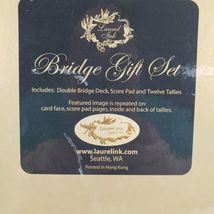 Laurel
Ink
Bridge Gift Set
Includes: Double Bridge Deck, Score Pad and Twelve Tallies
Featured image is repeated on:
card face, score pad pages, inside and back of tallies.
Laurel Ink
www.laurelink.com
Seattle, WA
Printed in Hong Kong